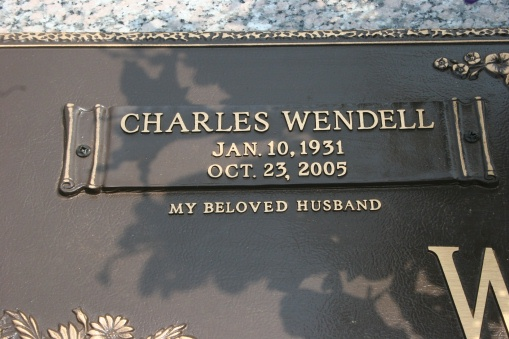 CHARLES WENDELL
JAN. 10, 1931
OCT. 23, 2005
MY BELOVED HUSBAND
W